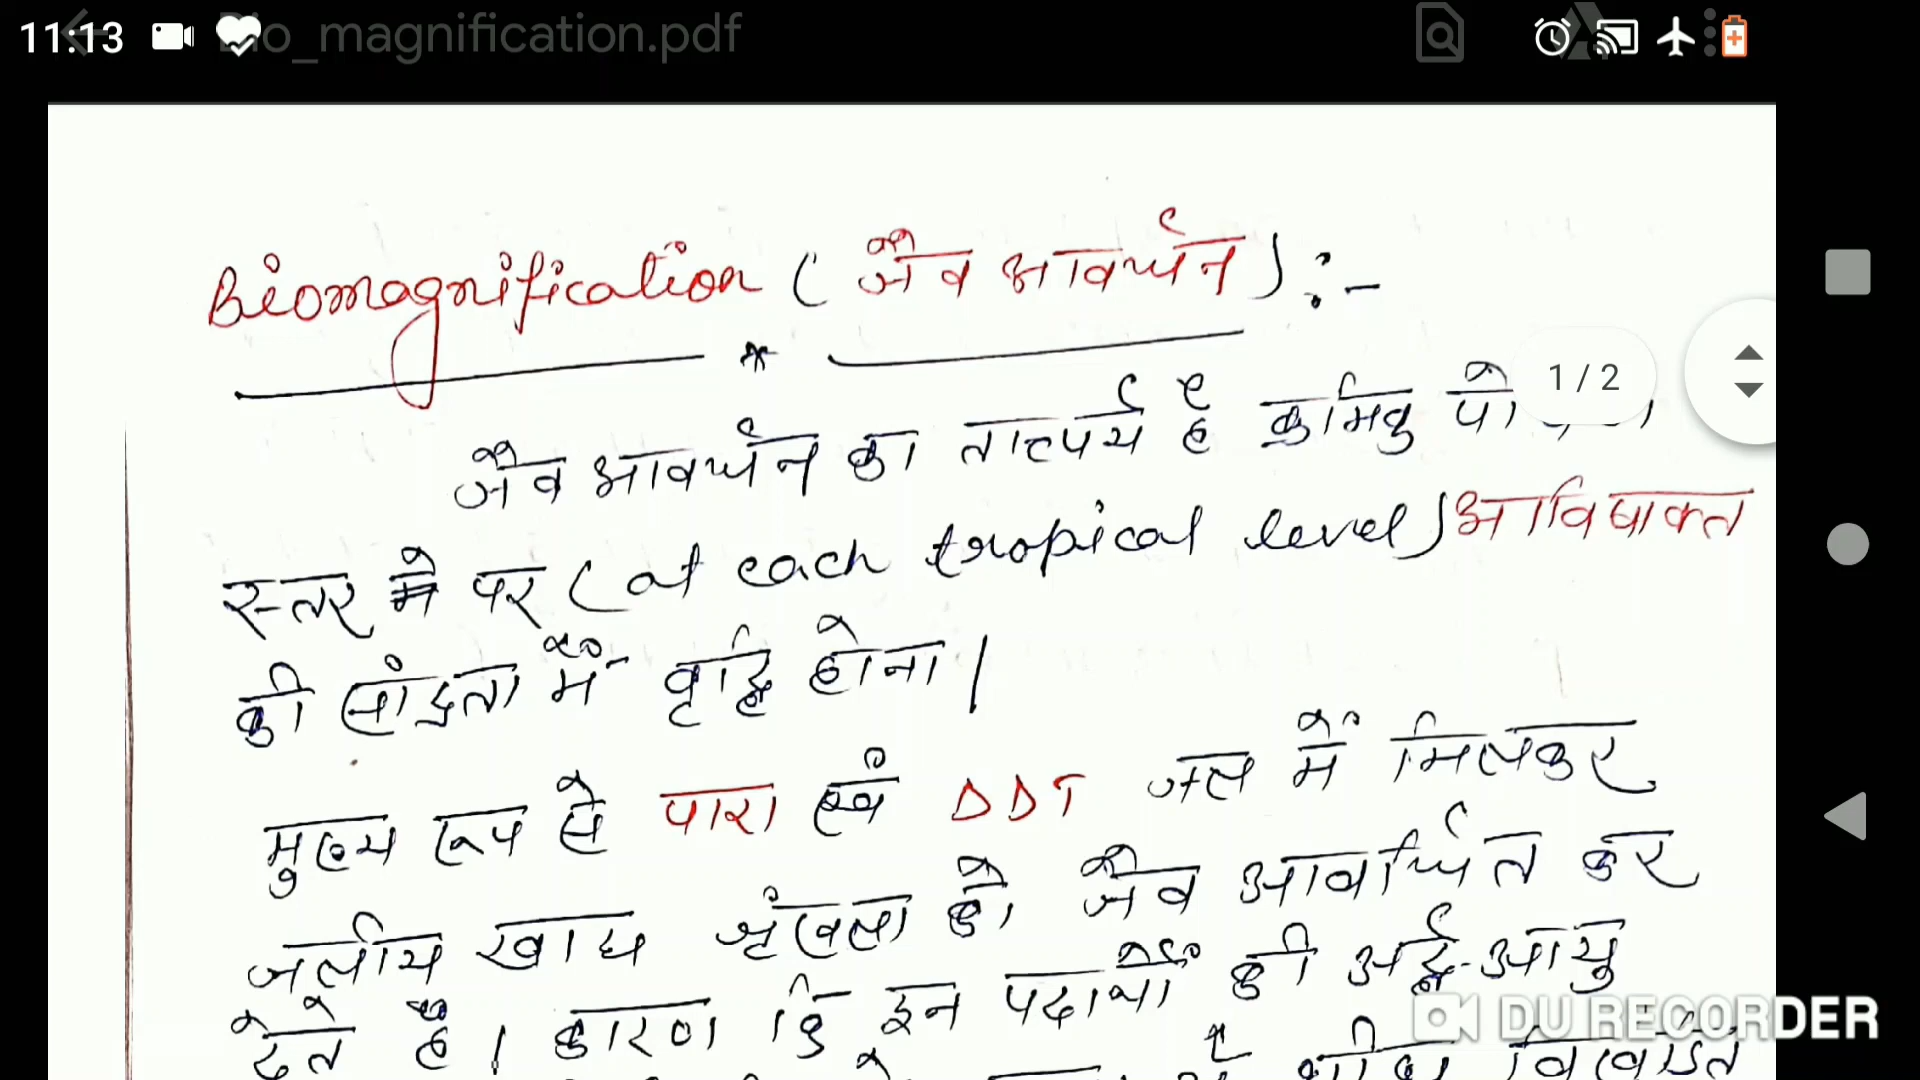 11:13
Bio_magnification.pdf
Biomagnification ( जैव आवर्धन ) :-
*
जैव आवर्धन का तात्पर्य है क्रमिक
1 / 2
स्तर में पर ( at each tropical level ) आविषाक्त
की सांद्रता में वृद्धि होना।
मुख्य रूप से पारा एवं DDT जल में मिलकर
जलीय खाद्य श्रृंखला को जैव आवर्धित कर
देते है। कारण कि इन पदार्थों की अर्द्ध-आयु
DU RECORDER